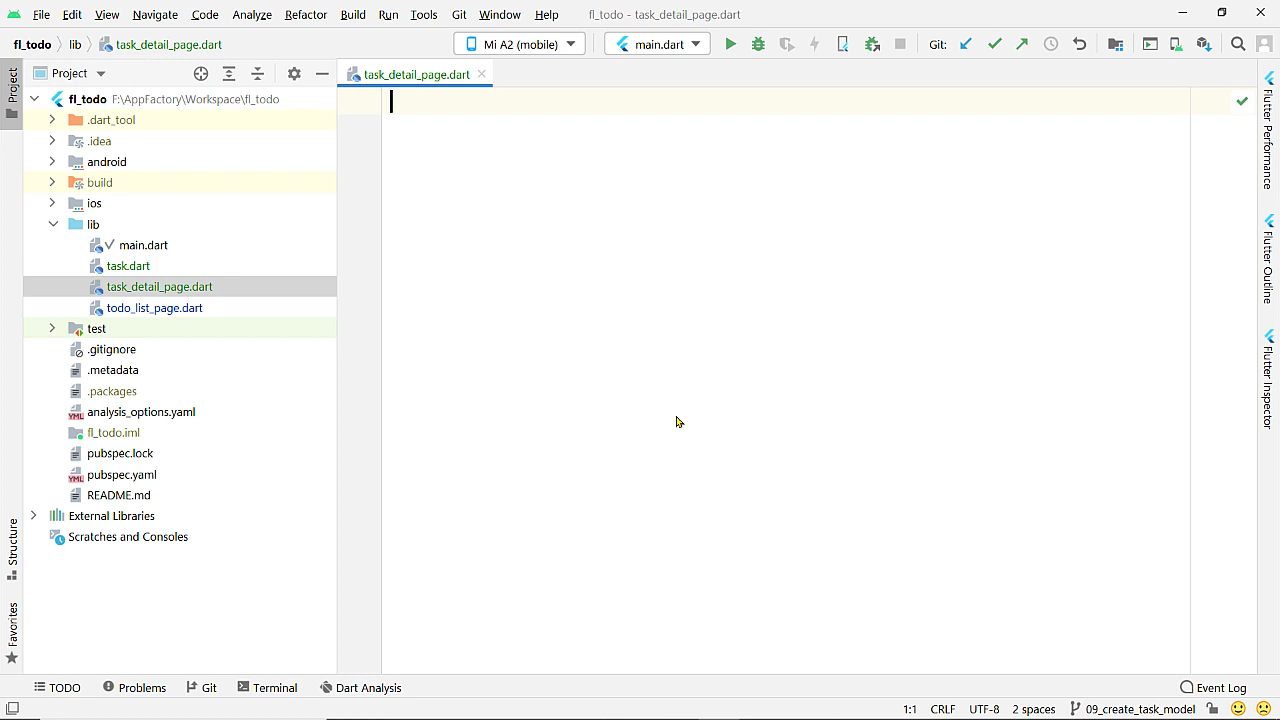 File Edit View Navigate Code Analyze Refactor Build Run Tools Git Window Help fl_todo - task_detail_page.dart
fl_todo lib task_detail_page.dart Mi A2 (mobile) main.dart Git:
Project task_detail_page.dart
Project
fl_todo F:\AppFactory\Workspace\fl_todo
.dart_tool
.idea
android
build
ios
lib
main.dart
task.dart
task_detail_page.dart
todo_list_page.dart
test
.gitignore
.metadata
.packages
analysis_options.yaml
fl_todo.iml
pubspec.lock
pubspec.yaml
README.md
External Libraries
Scratches and Consoles
Structure
Favorites
Flutter Performance
Flutter Outline
Flutter Inspector
TODO Problems Git Terminal Dart Analysis Event Log
1:1 CRLF UTF-8 2 spaces 09_create_task_model